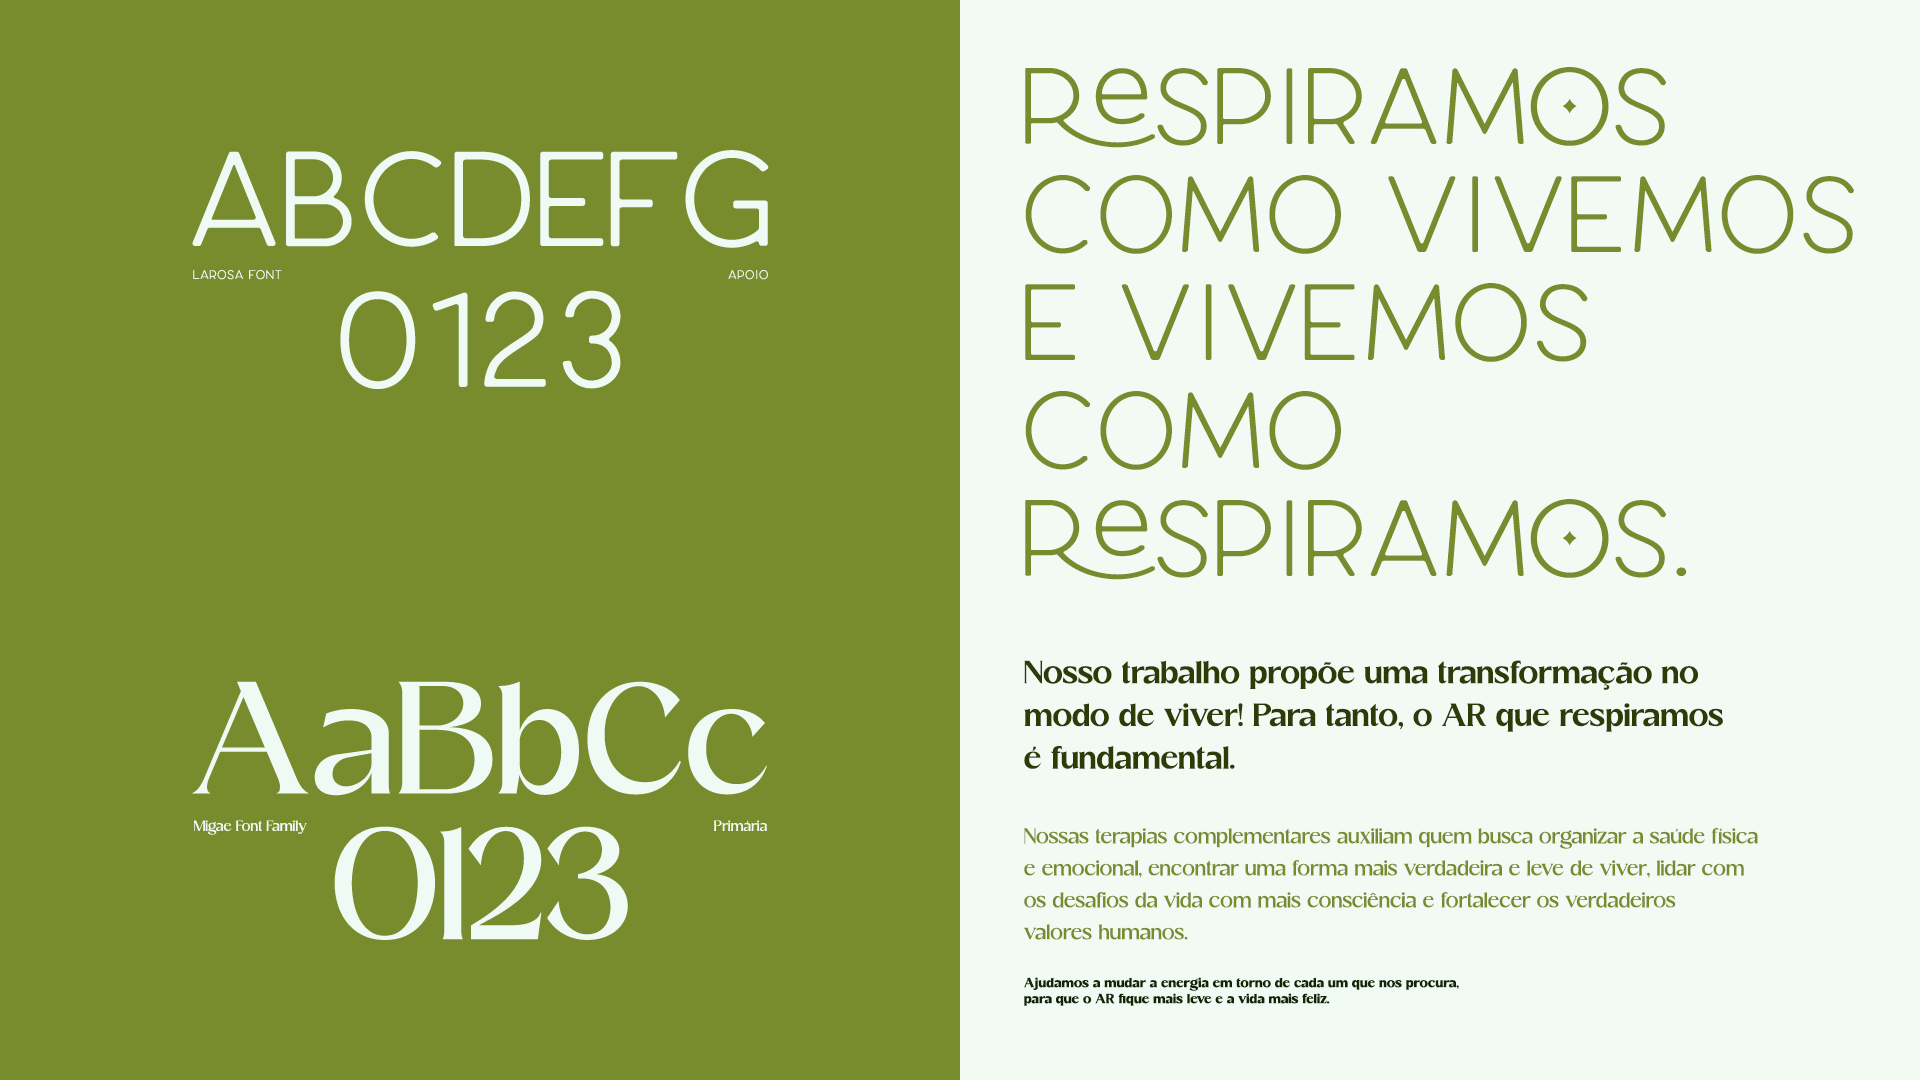 ABCDEFG
LAROSA FONT
APOIO
0123
AaBbCc
Migae Font Family
Primária
0123
ReSPIRAMOS
COMO VIVEMOS
E VIVEMOS
COMO
ReSPIRAMOS.
Nosso trabalho propõe uma transformação no
modo de viver! Para tanto, o AR que respiramos
é fundamental.
Nossas terapias complementares auxiliam quem busca organizar a saúde física
e emocional, encontrar uma forma mais verdadeira e leve de viver, lidar com
os desafios da vida com mais consciência e fortalecer os verdadeiros
valores humanos.
Ajudamos a mudar a energia em torno de cada um que nos procura,
para que o AR fique mais leve e a vida mais feliz.